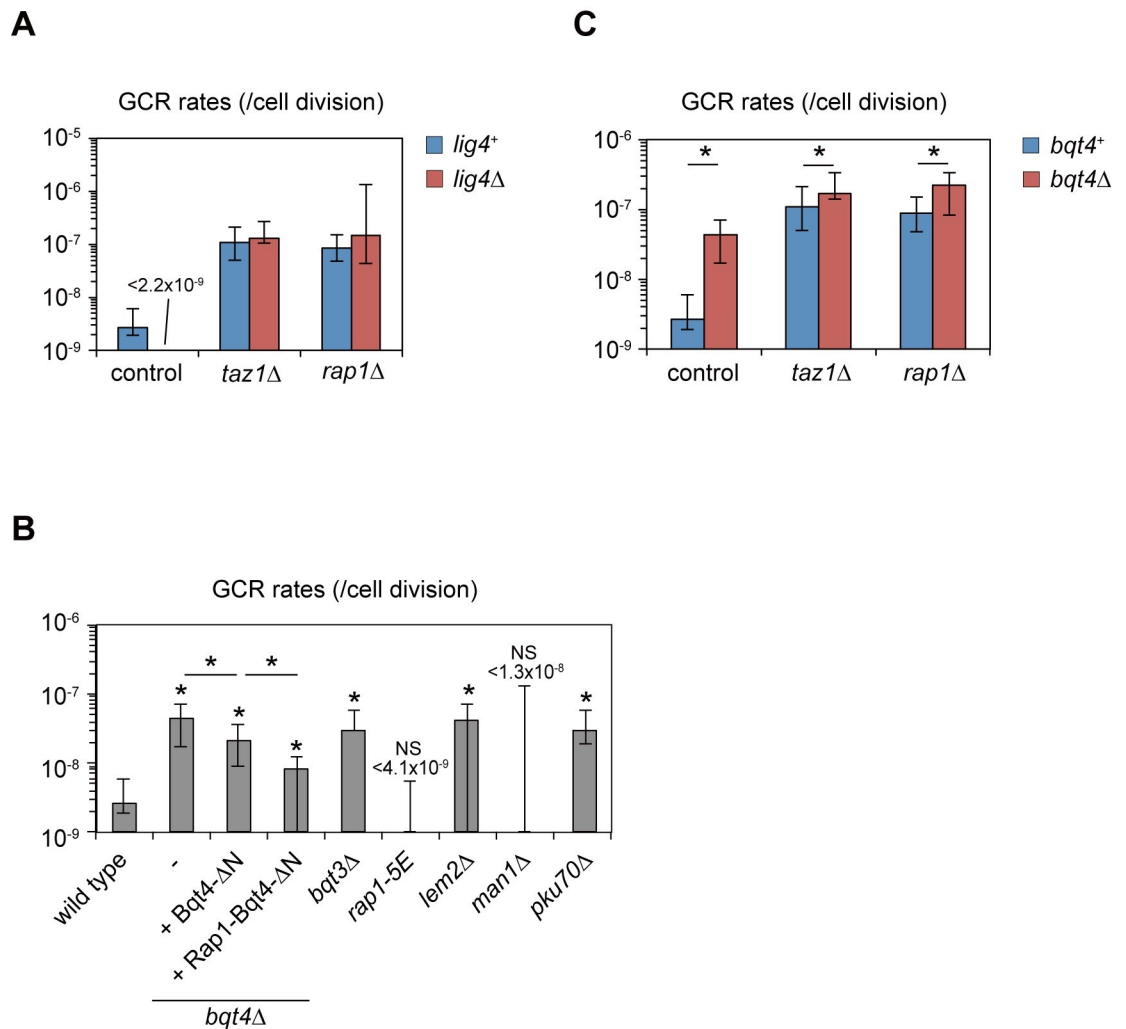 A
GCR rates (/cell division)
10⁻⁵
10⁻⁶
10⁻⁷
10⁻⁸
10⁻⁹
<2.2x10⁻⁹
control
taz1Δ
rap1Δ
lig4⁺
lig4Δ
C
GCR rates (/cell division)
10⁻⁶
10⁻⁷
10⁻⁸
10⁻⁹
*
*
*
control
taz1Δ
rap1Δ
bqt4⁺
bqt4Δ
B
GCR rates (/cell division)
10⁻⁶
10⁻⁷
10⁻⁸
10⁻⁹
*
*
*
*
*
*
NS
<4.1x10⁻⁹
*
NS
<1.3x10⁻⁸
*
wild type
-
+ Bqt4-ΔN
+ Rap1-Bqt4-ΔN
bqt3Δ
rap1-5E
lem2Δ
man1Δ
pku70Δ
bqt4Δ